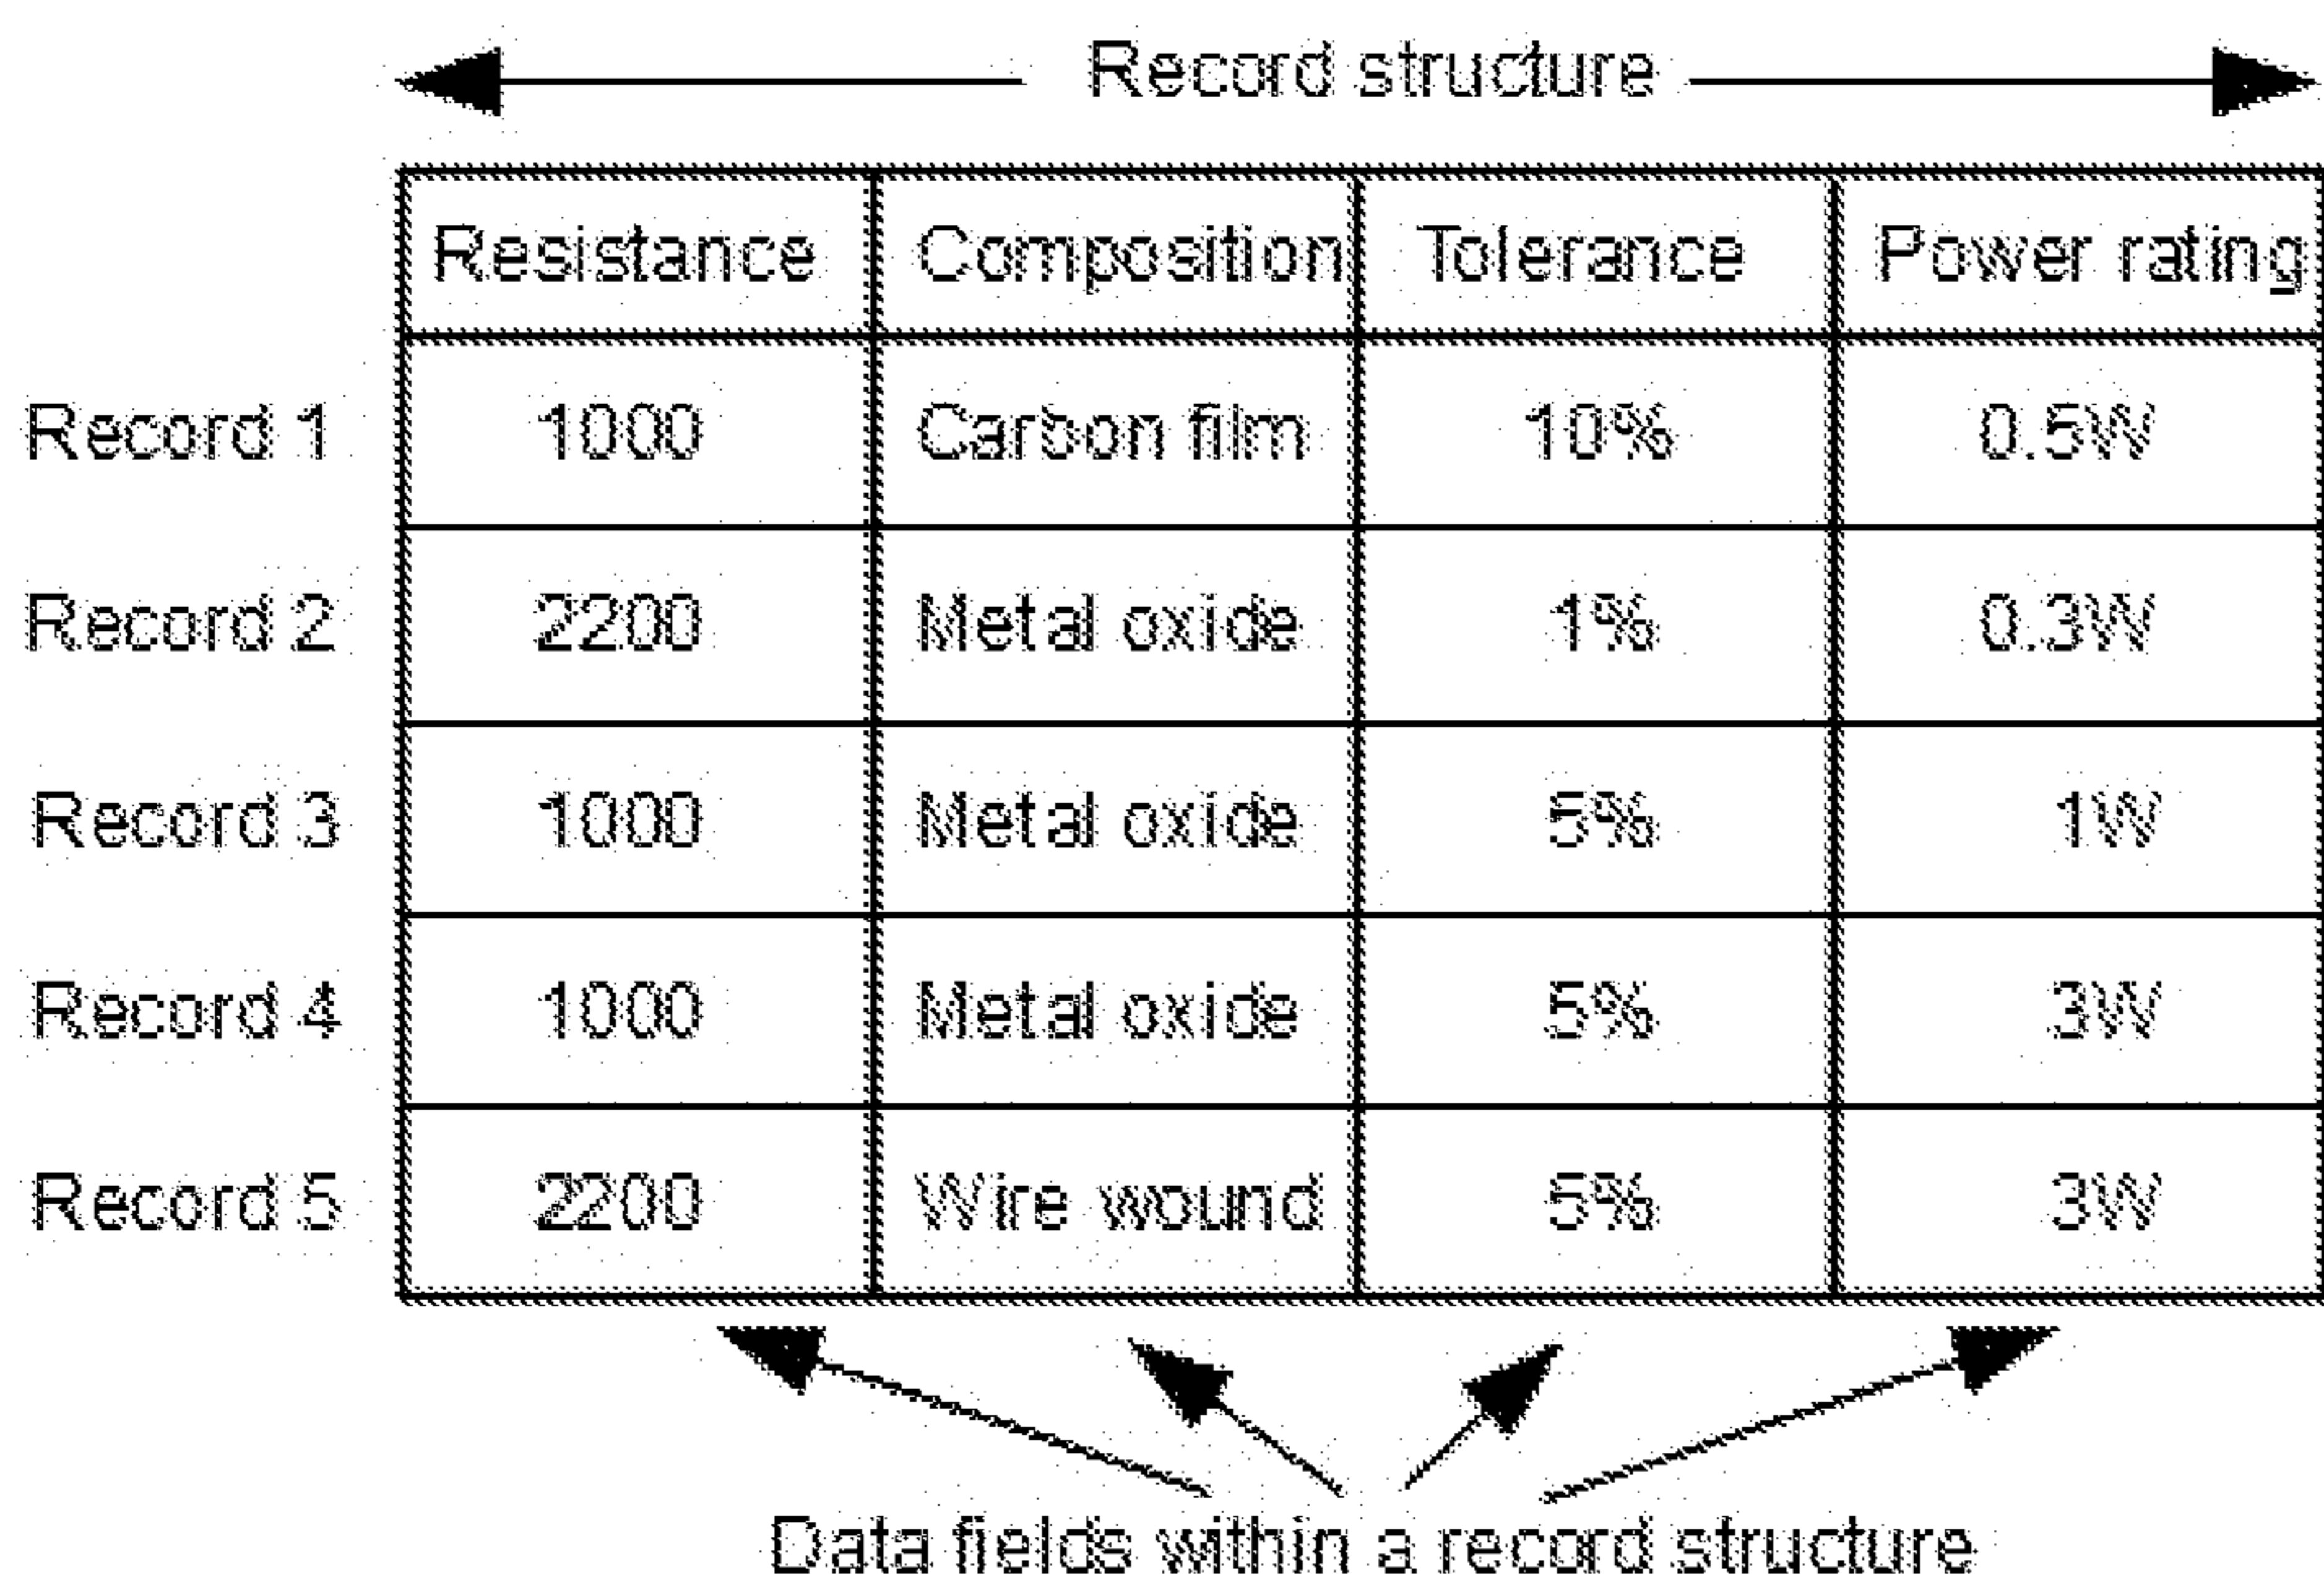 Record structure
Resistance Composition Tolerance Power rating
Record 1 1000 Carbon film 10% 0.5W
Record 2 2200 Metal oxide 1% 0.3W
Record 3 1000 Metal oxide 5% 1W
Record 4 1000 Metal oxide 5% 3W
Record 5 2200 Wire wound 5% 3W
Data fields within a record structure